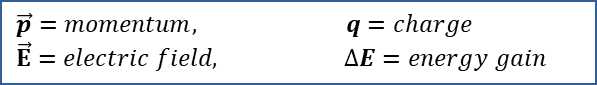 p⃗ = momentum, q = charge
E⃗ = electric field, ΔE = energy gain